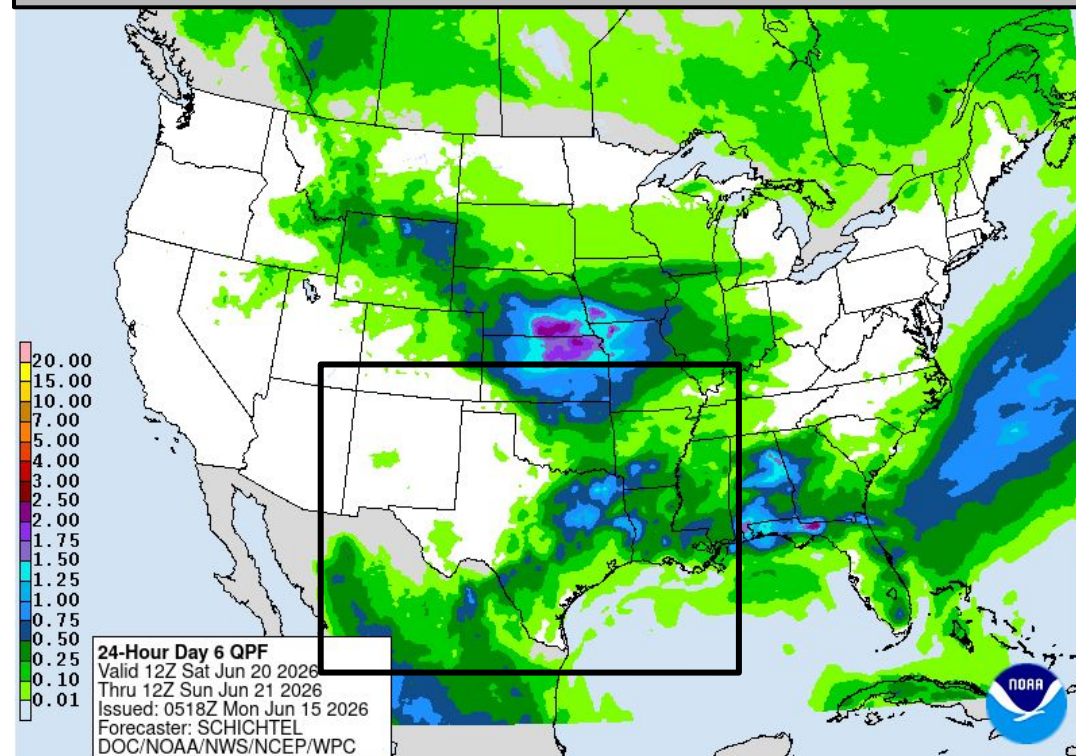 20.00
15.00
10.00
7.00
5.00
4.00
3.00
2.50
2.00
1.75
1.50
1.25
1.00
0.75
0.50
0.25
0.10
0.01
24-Hour Day 6 QPF
Valid 12Z Sat Jun 20 2026
Thru 12Z Sun Jun 21 2026
Issued: 0518Z Mon Jun 15 2026
Forecaster: SCHICHTEL
DOC/NOAA/NWS/NCEP/WPC
NOAA